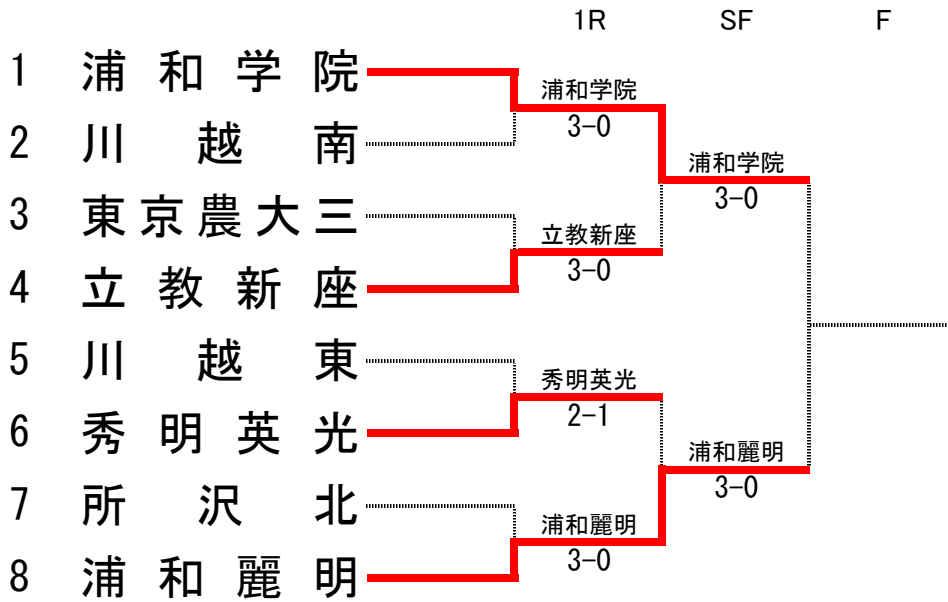 1R SF F
1 浦和学院
浦和学院
3-0
2 川越南
浦和学院
3-0
3 東京農大三
立教新座
3-0
4 立教新座
5 川越東
秀明英光
2-1
6 秀明英光
浦和麗明
3-0
7 所沢北
浦和麗明
3-0
8 浦和麗明